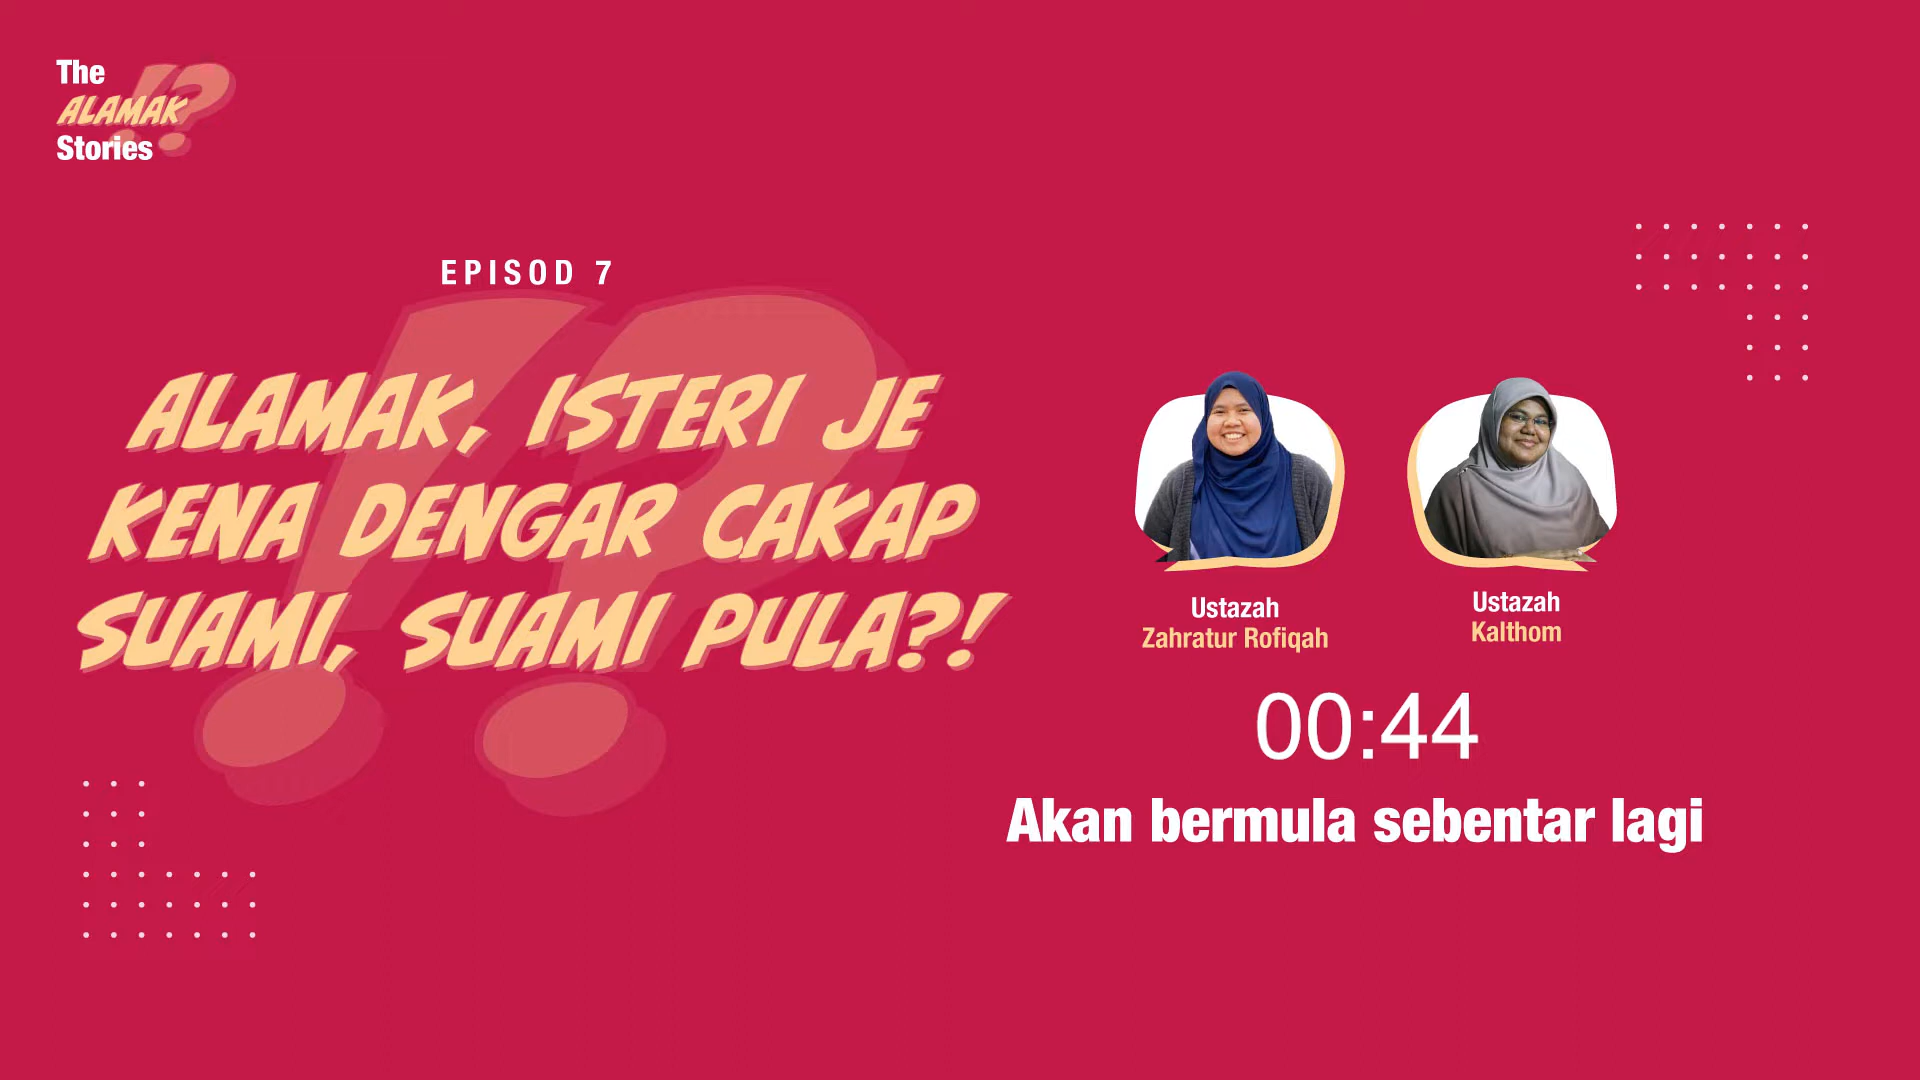 The
ALAMAK
Stories
!?
EPISOD 7
ALAMAK, ISTERI JE
KENA DENGAR CAKAP
SUAMI, SUAMI PULA?!
Ustazah
Zahratur Rofiqah
Ustazah
Kalthom
00:44
Akan bermula sebentar lagi